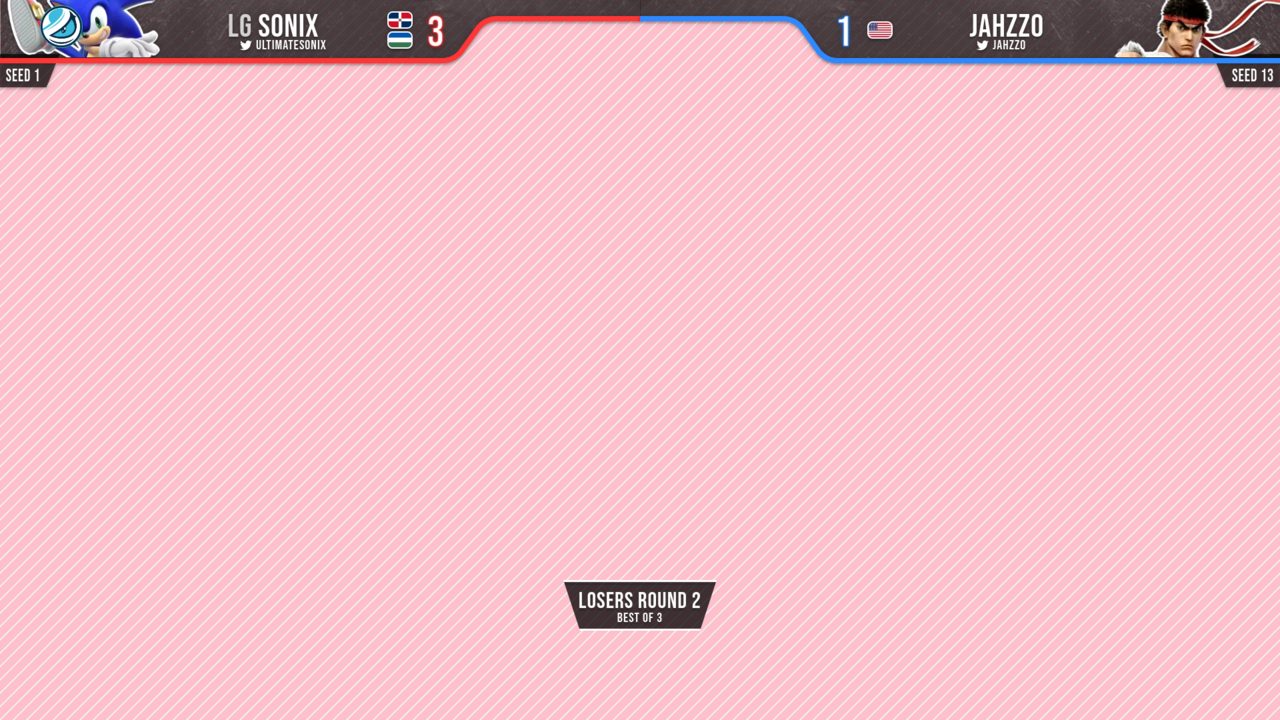 LG SONIX
ULTIMATESONIX
3
1
JAHZZO
JAHZZO
SEED 1
SEED 13
LOSERS ROUND 2
BEST OF 3